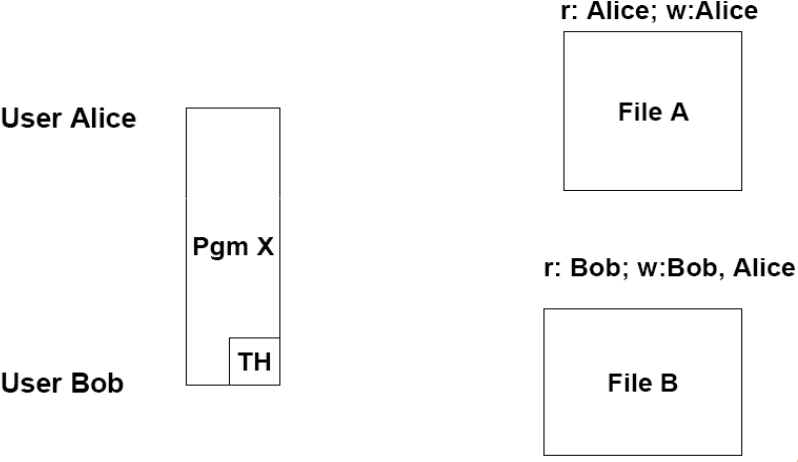 r: Alice; w:Alice
User Alice
File A
Pgm X
r: Bob; w:Bob, Alice
TH
User Bob
File B